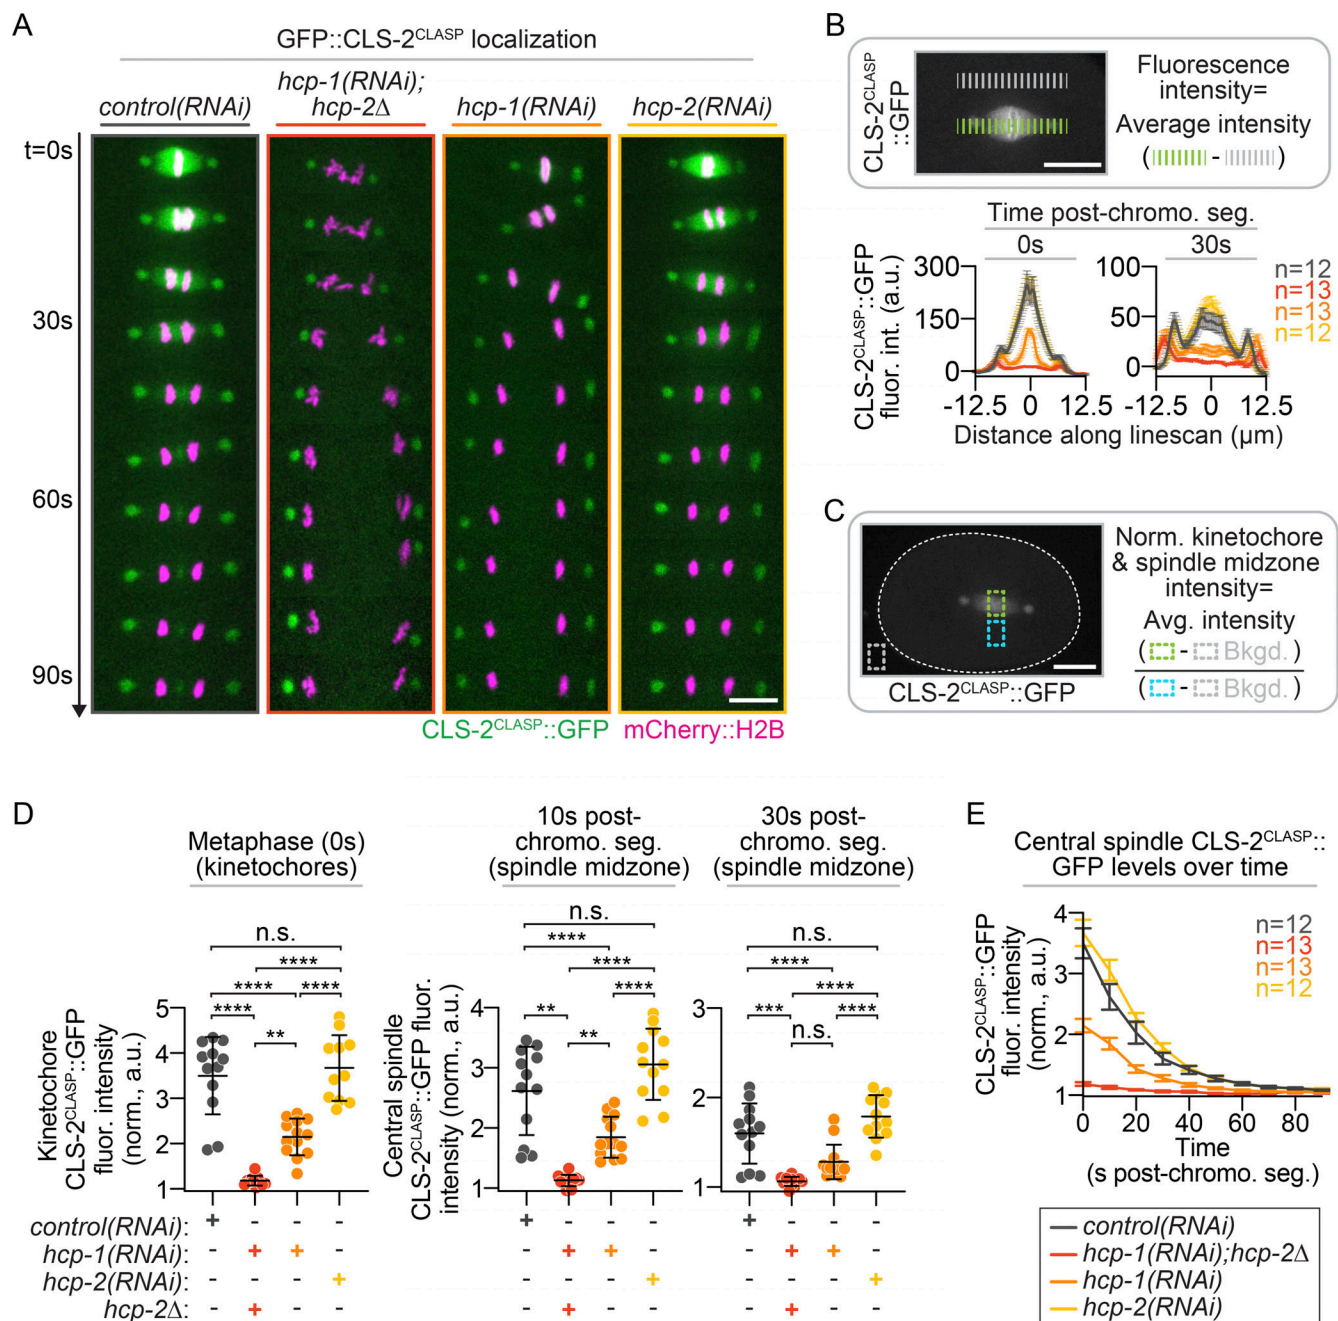 A
GFP::CLS-2CLASP localization
control(RNAi)
hcp-1(RNAi);
hcp-2Δ
hcp-1(RNAi)
hcp-2(RNAi)
t=0s
30s
60s
90s
CLS-2CLASP::GFP mCherry::H2B
B
CLS-2CLASP
::GFP
Fluorescence
intensity=
Average intensity
( - )
Time post-chromo. seg.
0s
30s
CLS-2CLASP::GFP
fluor. int. (a.u.)
300
150
0
100
50
0
n=12
n=13
n=13
n=12
-12.5 0 12.5
-12.5 0 12.5
Distance along linescan (µm)
C
CLS-2CLASP::GFP
Norm. kinetochore
& spindle midzone
intensity=
Avg. intensity
( - Bkgd. )
( - Bkgd. )
D
Metaphase (0s)
(kinetochores)
10s post-
chromo. seg.
(spindle midzone)
30s post-
chromo. seg.
(spindle midzone)
Kinetochore
CLS-2CLASP::GFP
fluor. intensity
(norm., a.u.)
n.s.
****
**** ****
****
**
5
4
3
2
1
Central spindle
CLS-2CLASP::GFP fluor.
intensity (norm., a.u.)
n.s.
****
****
** ****
**
4
3
2
1
n.s.
****
****
*** ****
n.s.
3
2
1
control(RNAi): + - - - + - - - + - - -
hcp-1(RNAi): - + + - - + + - - + + -
hcp-2(RNAi): - - - + - - - + - - - +
hcp-2Δ: - + - - - + - - - + - -
E
Central spindle CLS-2CLASP::
GFP levels over time
CLS-2CLASP::GFP
fluor. intensity
(norm., a.u.)
4
3
2
1
n=12
n=13
n=13
n=12
0 20 40 60 80
Time
(s post-chromo. seg.)
control(RNAi)
hcp-1(RNAi);hcp-2Δ
hcp-1(RNAi)
hcp-2(RNAi)